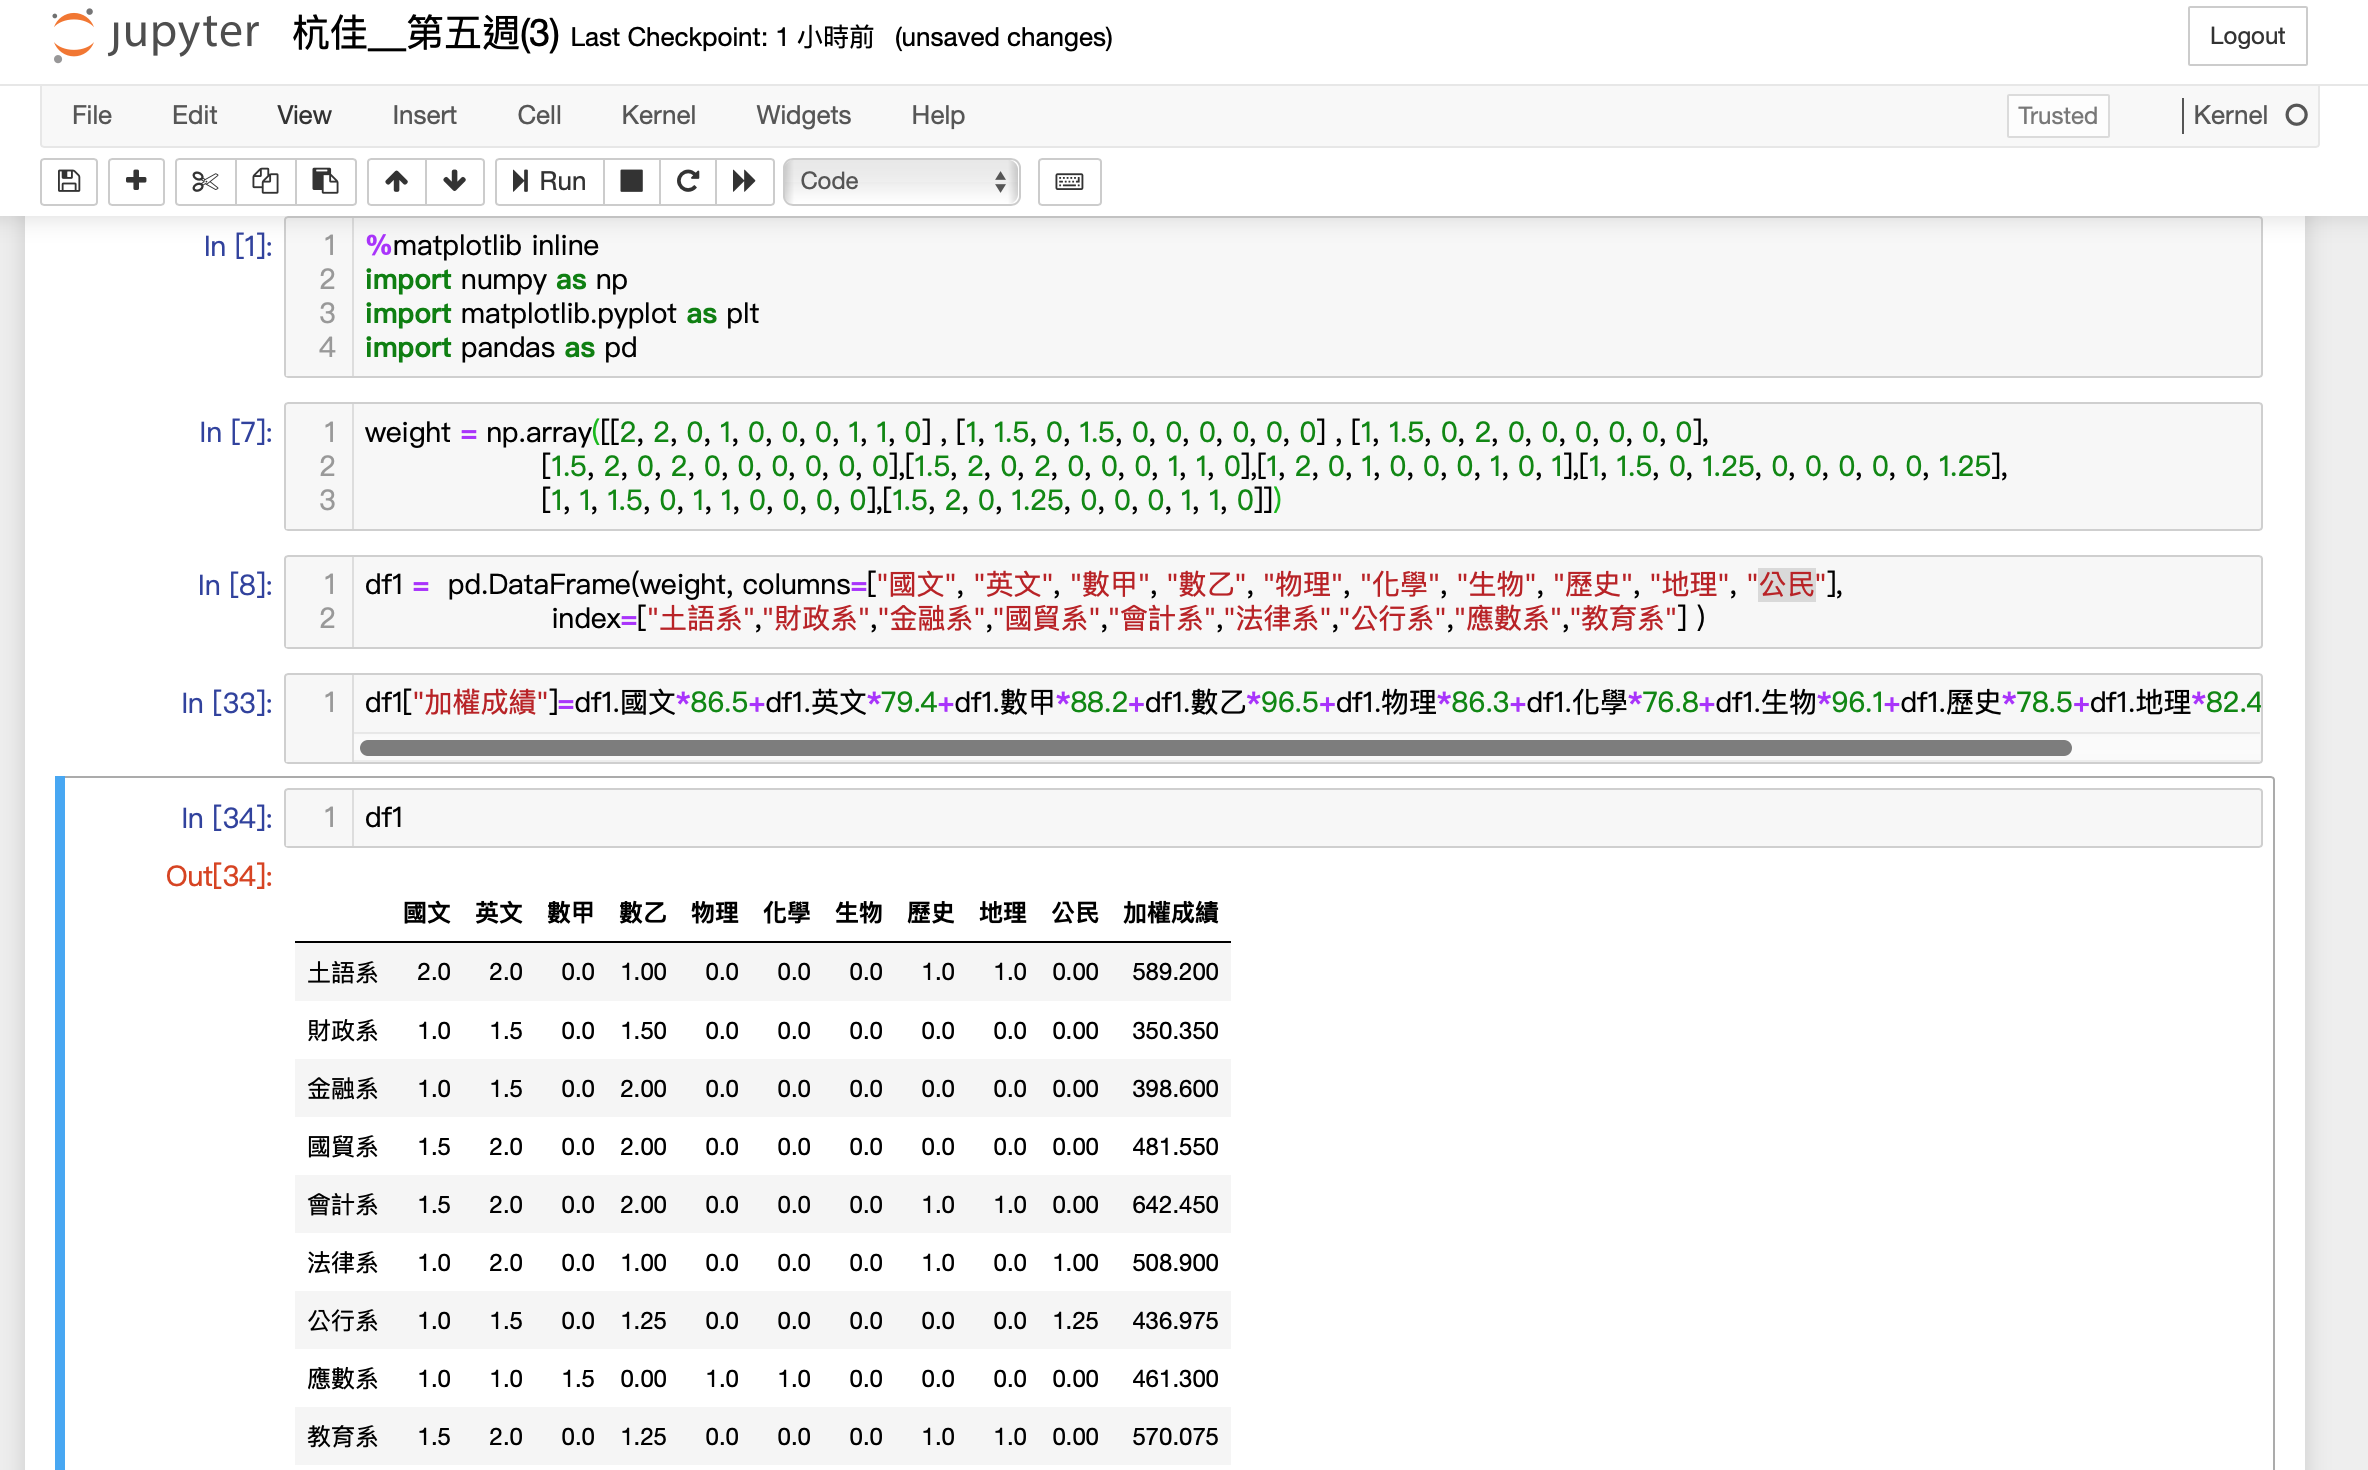 jupyter 杭佳__第五週(3) Last Checkpoint: 1 小時前 (unsaved changes) Logout
File Edit View Insert Cell Kernel Widgets Help Trusted Kernel
Run Code
In [1]:
1 %matplotlib inline
2 import numpy as np
3 import matplotlib.pyplot as plt
4 import pandas as pd
In [7]:
1 weight = np.array([[2, 2, 0, 1, 0, 0, 0, 1, 1, 0] , [1, 1.5, 0, 1.5, 0, 0, 0, 0, 0, 0] , [1, 1.5, 0, 2, 0, 0, 0, 0, 0, 0],
2 [1.5, 2, 0, 2, 0, 0, 0, 0, 0, 0],[1.5, 2, 0, 2, 0, 0, 0, 1, 1, 0],[1, 2, 0, 1, 0, 0, 0, 1, 0, 1],[1, 1.5, 0, 1.25, 0, 0, 0, 0, 0, 1.25],
3 [1, 1, 1.5, 0, 1, 1, 0, 0, 0, 0],[1.5, 2, 0, 1.25, 0, 0, 0, 1, 1, 0]])
In [8]:
1 df1 = pd.DataFrame(weight, columns=["國文", "英文", "數甲", "數乙", "物理", "化學", "生物", "歷史", "地理", "公民"],
2 index=["土語系","財政系","金融系","國貿系","會計系","法律系","公行系","應數系","教育系"] )
In [33]:
1 df1["加權成績"]=df1.國文*86.5+df1.英文*79.4+df1.數甲*88.2+df1.數乙*96.5+df1.物理*86.3+df1.化學*76.8+df1.生物*96.1+df1.歷史*78.5+df1.地理*82.4
In [34]:
1 df1
Out[34]:
國文 英文 數甲 數乙 物理 化學 生物 歷史 地理 公民 加權成績
土語系 2.0 2.0 0.0 1.00 0.0 0.0 0.0 1.0 1.0 0.00 589.200
財政系 1.0 1.5 0.0 1.50 0.0 0.0 0.0 0.0 0.0 0.00 350.350
金融系 1.0 1.5 0.0 2.00 0.0 0.0 0.0 0.0 0.0 0.00 398.600
國貿系 1.5 2.0 0.0 2.00 0.0 0.0 0.0 0.0 0.0 0.00 481.550
會計系 1.5 2.0 0.0 2.00 0.0 0.0 0.0 1.0 1.0 0.00 642.450
法律系 1.0 2.0 0.0 1.00 0.0 0.0 0.0 1.0 0.0 1.00 508.900
公行系 1.0 1.5 0.0 1.25 0.0 0.0 0.0 0.0 0.0 1.25 436.975
應數系 1.0 1.0 1.5 0.00 1.0 1.0 0.0 0.0 0.0 0.00 461.300
教育系 1.5 2.0 0.0 1.25 0.0 0.0 0.0 1.0 1.0 0.00 570.075